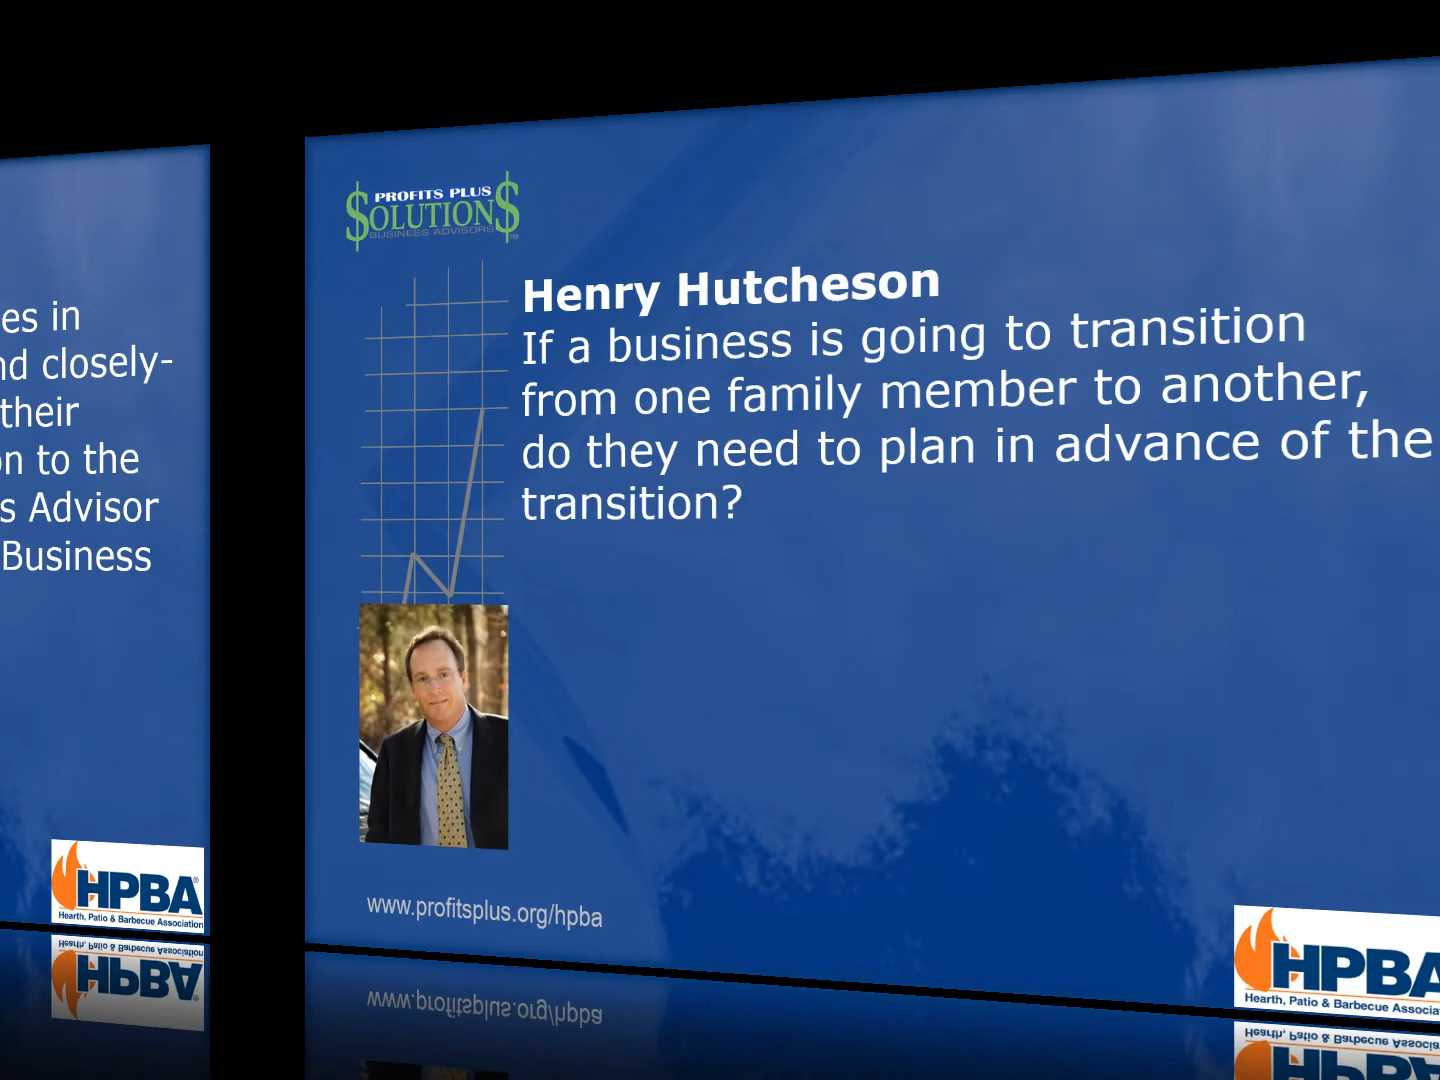 es in
nd closely-
their
on to the
s Advisor
Business
HPBA®
Hearth, Patio & Barbecue Association
PROFITS PLUS
$OLUTION$
BUSINESS ADVISORS
™
Henry Hutcheson
If a business is going to transition
from one family member to another,
do they need to plan in advance of the
transition?
www.profitsplus.org/hpba
HPBA
Hearth, Patio & Barbecue Associa